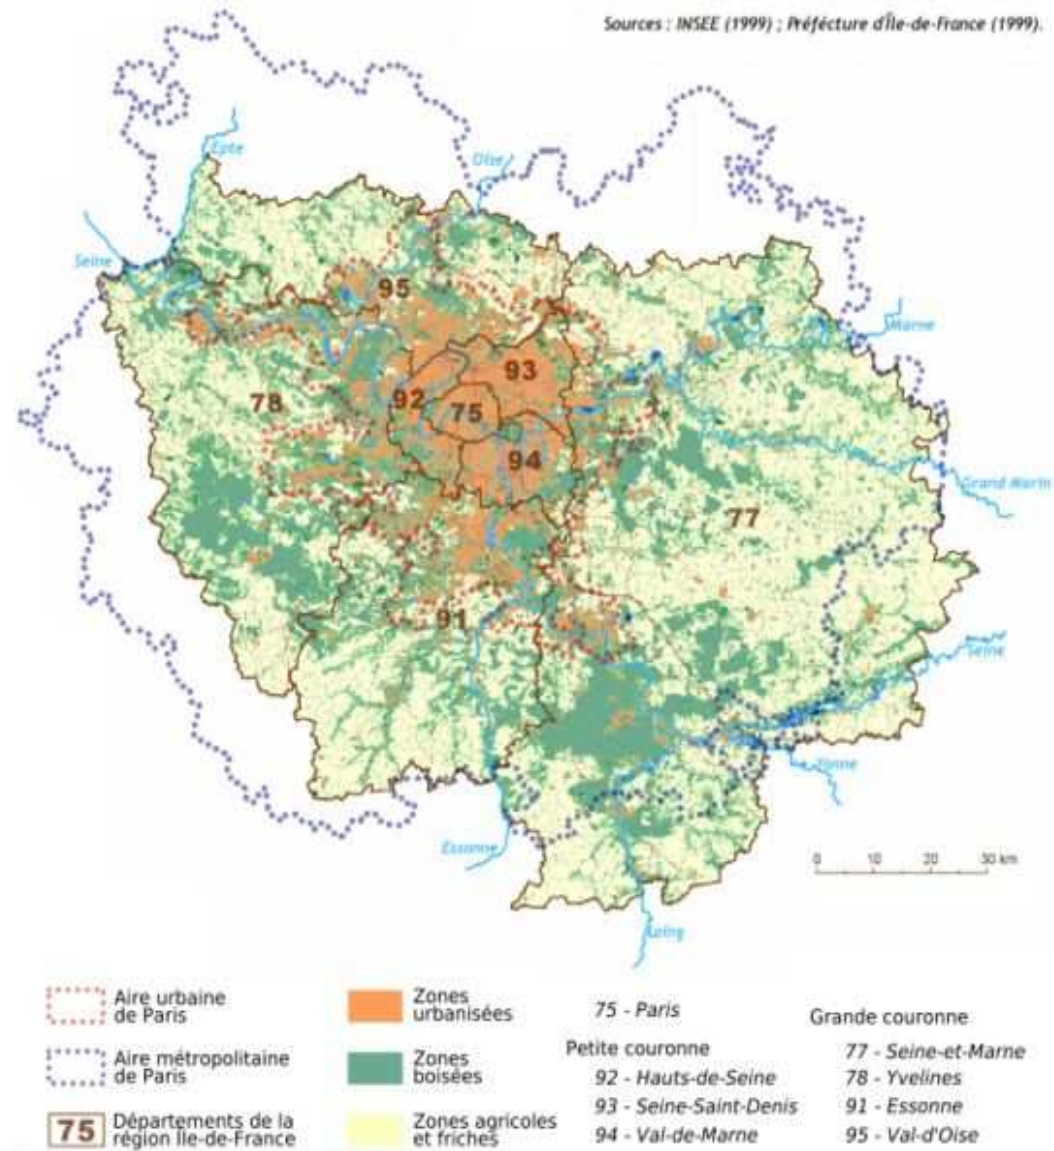 Sources : INSEE (1999) ; Préfécture d'Île-de-France (1999).
Epte
Oise
Seine
95
Marne
93
92
78
75
94
Grand Morin
77
91
Seine
Yonne
Essonne
0 10 20 30 km
Loing
Aire urbaine
de Paris
Aire métropolitaine
de Paris
75
Départements de la
région Île-de-France
Zones
urbanisées
Zones
boisées
Zones agricoles
et friches
75 - Paris
Petite couronne
92 - Hauts-de-Seine
93 - Seine-Saint-Denis
94 - Val-de-Marne
Grande couronne
77 - Seine-et-Marne
78 - Yvelines
91 - Essonne
95 - Val-d'Oise